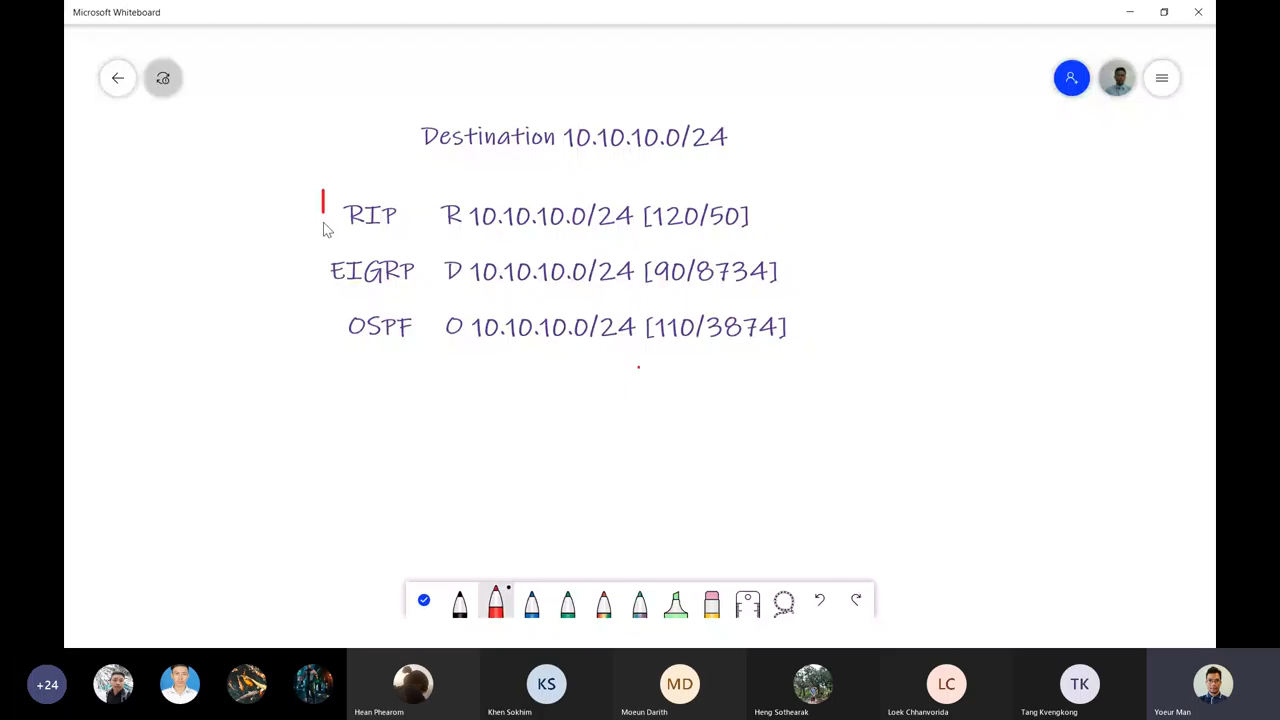 Microsoft Whiteboard
Destination 10.10.10.0/24
RIP R 10.10.10.0/24 [120/50]
EIGRP D 10.10.10.0/24 [90/8734]
OSPF O 10.10.10.0/24 [110/3874]
+24
KS
MD
LC
TK
Hean Phearom
Khen Sokhim
Moeun Darith
Heng Sothearak
Loek Chhanvorida
Tang Kvengkong
Yoeur Man